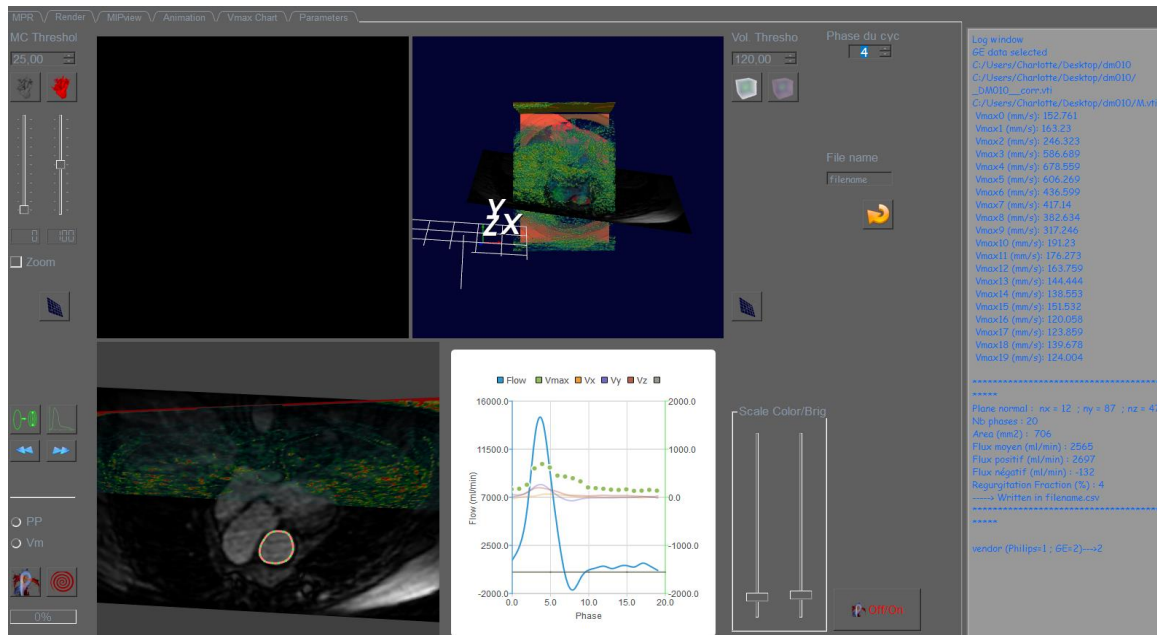 MPR Render MIPview Animation Vmax Chart Parameters
MC Threshol
25,00
0 100
Zoom
PP
Vm
0%
Y
ZX
Vol. Thresho
120,00
Phase du cyc
4
File name
filename
Flow Vmax Vx Vy Vz
16000.0
11500.0
7000.0
2500.0
-2000.0
Flow (ml/min)
2000.0
1000.0
0.0
-1000.0
-2000.0
0.0 5.0 10.0 15.0 20.0
Phase
Scale Color/Brig
Off/On
Log window
GE data selected
C:/Users/Charlotte/Desktop/dm010
C:/Users/Charlotte/Desktop/dm010/
_DM010__corr.vti
C:/Users/Charlotte/Desktop/dm010/M.vti
Vmax0 (mm/s): 152.761
Vmax1 (mm/s): 163.23
Vmax2 (mm/s): 246.323
Vmax3 (mm/s): 586.689
Vmax4 (mm/s): 678.559
Vmax5 (mm/s): 606.269
Vmax6 (mm/s): 436.599
Vmax7 (mm/s): 417.14
Vmax8 (mm/s): 382.634
Vmax9 (mm/s): 317.246
Vmax10 (mm/s): 191.23
Vmax11 (mm/s): 176.273
Vmax12 (mm/s): 163.759
Vmax13 (mm/s): 144.444
Vmax14 (mm/s): 138.553
Vmax15 (mm/s): 151.532
Vmax16 (mm/s): 120.058
Vmax17 (mm/s): 123.859
Vmax18 (mm/s): 139.678
Vmax19 (mm/s): 124.004
Plane normal : nx = 12 ; ny = 87 ; nz = 47
Nb phases : 20
Area (mm2) : 706
Flux moyen (ml/min) : 2565
Flux positif (ml/min) : 2697
Flux négatif (ml/min) : -132
Regurgitation Fraction (%) : 4
----> Written in filename.csv
vendor (Philips=1 ; GE=2)--->2